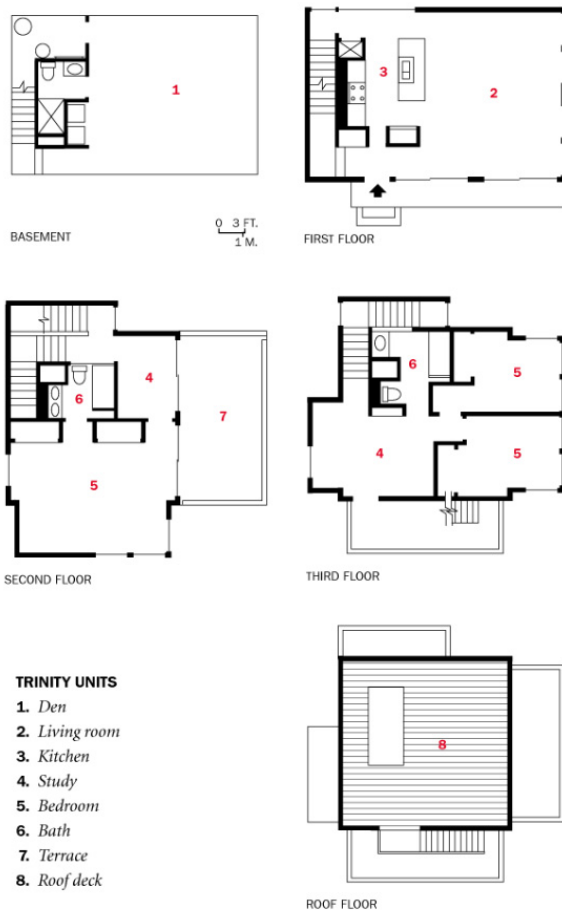 1
3
2
BASEMENT
0 3 FT.
1 M.
FIRST FLOOR
4
6
7
5
SECOND FLOOR
6
5
4
5
THIRD FLOOR
TRINITY UNITS
1. Den
2. Living room
3. Kitchen
4. Study
5. Bedroom
6. Bath
7. Terrace
8. Roof deck
8
ROOF FLOOR